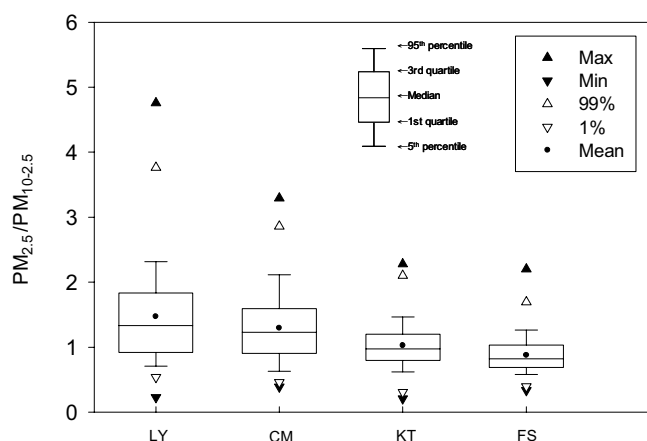 6
5
4
3
2
1
0
PM2.5/PM10-2.5
95th percentile
3rd quartile
Median
1st quartile
5th percentile
Max
Min
99%
1%
Mean
LY
CM
KT
FS